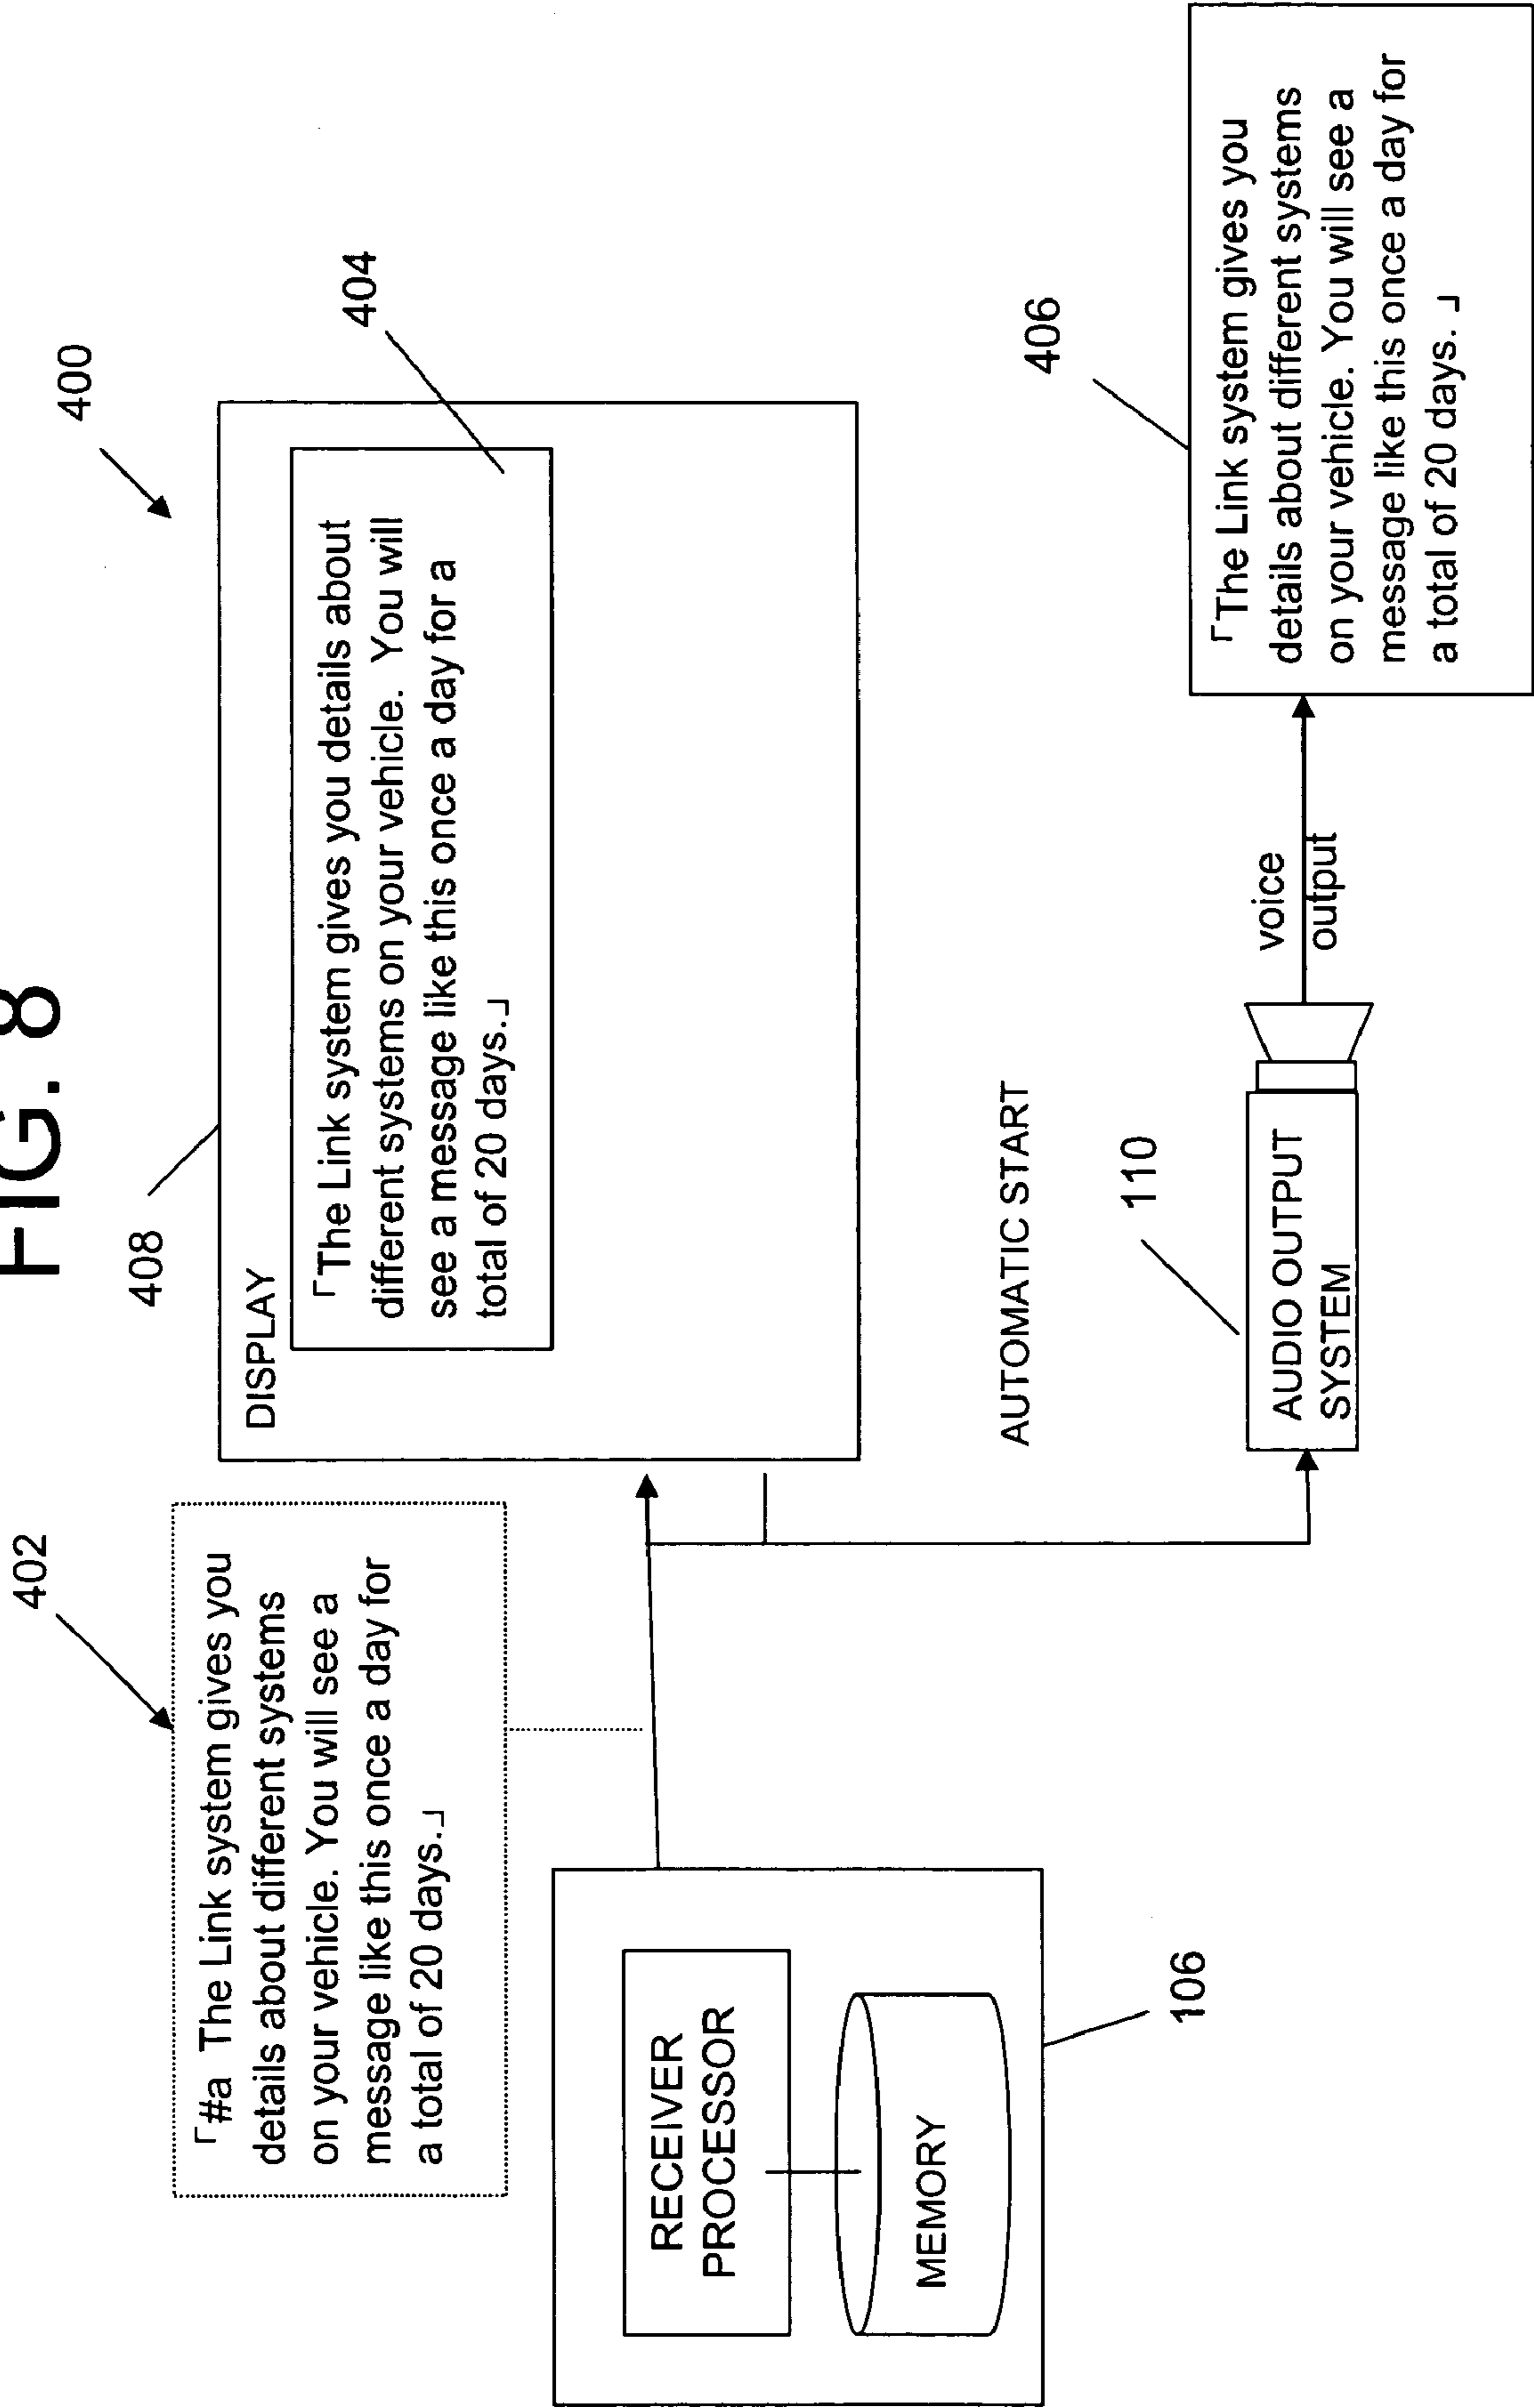 FIG. 8
400
402
「#a The Link system gives you
details about different systems
on your vehicle. You will see a
message like this once a day for
a total of 20 days.」
408
DISPLAY
「The Link system gives you details about
different systems on your vehicle. You will
see a message like this once a day for a
total of 20 days.」
404
RECEIVER
PROCESSOR
MEMORY
106
AUTOMATIC START
110
AUDIO OUTPUT
SYSTEM
voice
output
406
「The Link system gives you
details about different systems
on your vehicle. You will see a
message like this once a day for
a total of 20 days. 」